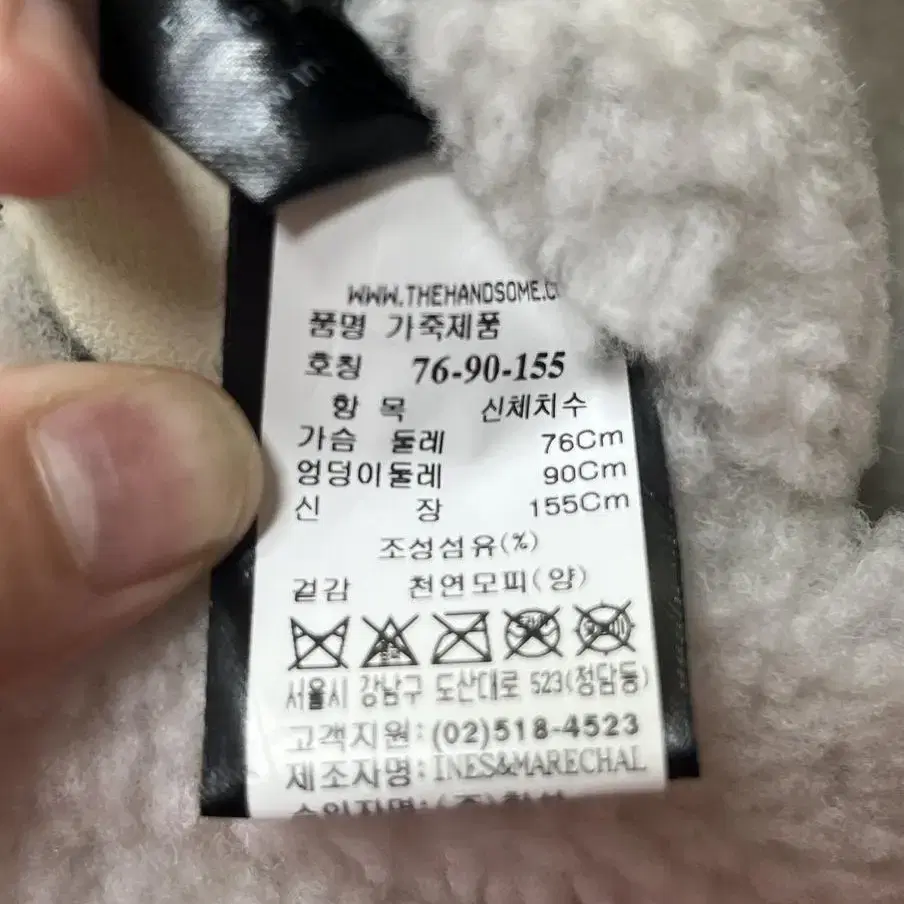 WWW.THEHANDSOME.C
품명 가죽제품
호칭 76-90-155
항 목 신체치수
가슴 둘레 76Cm
엉덩이둘레 90Cm
신 장 155Cm
조성섬유(%)
겉감 천연모피(양)
서울시 강남구 도산대로 523(청담동)
고객지원:(02)518-4523
제조자명:INES&MARECHAL